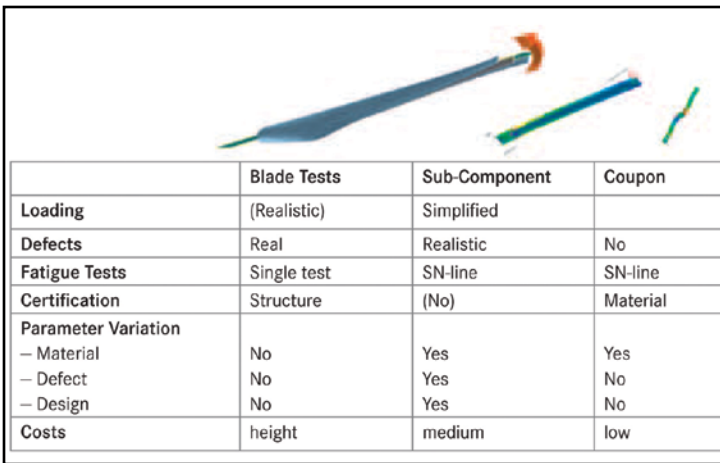 Blade Tests Sub-Component Coupon
Loading (Realistic) Simplified
Defects Real Realistic No
Fatigue Tests Single test SN-line SN-line
Certification Structure (No) Material
Parameter Variation
– Material No Yes Yes
– Defect No Yes No
– Design No Yes No
Costs height medium low